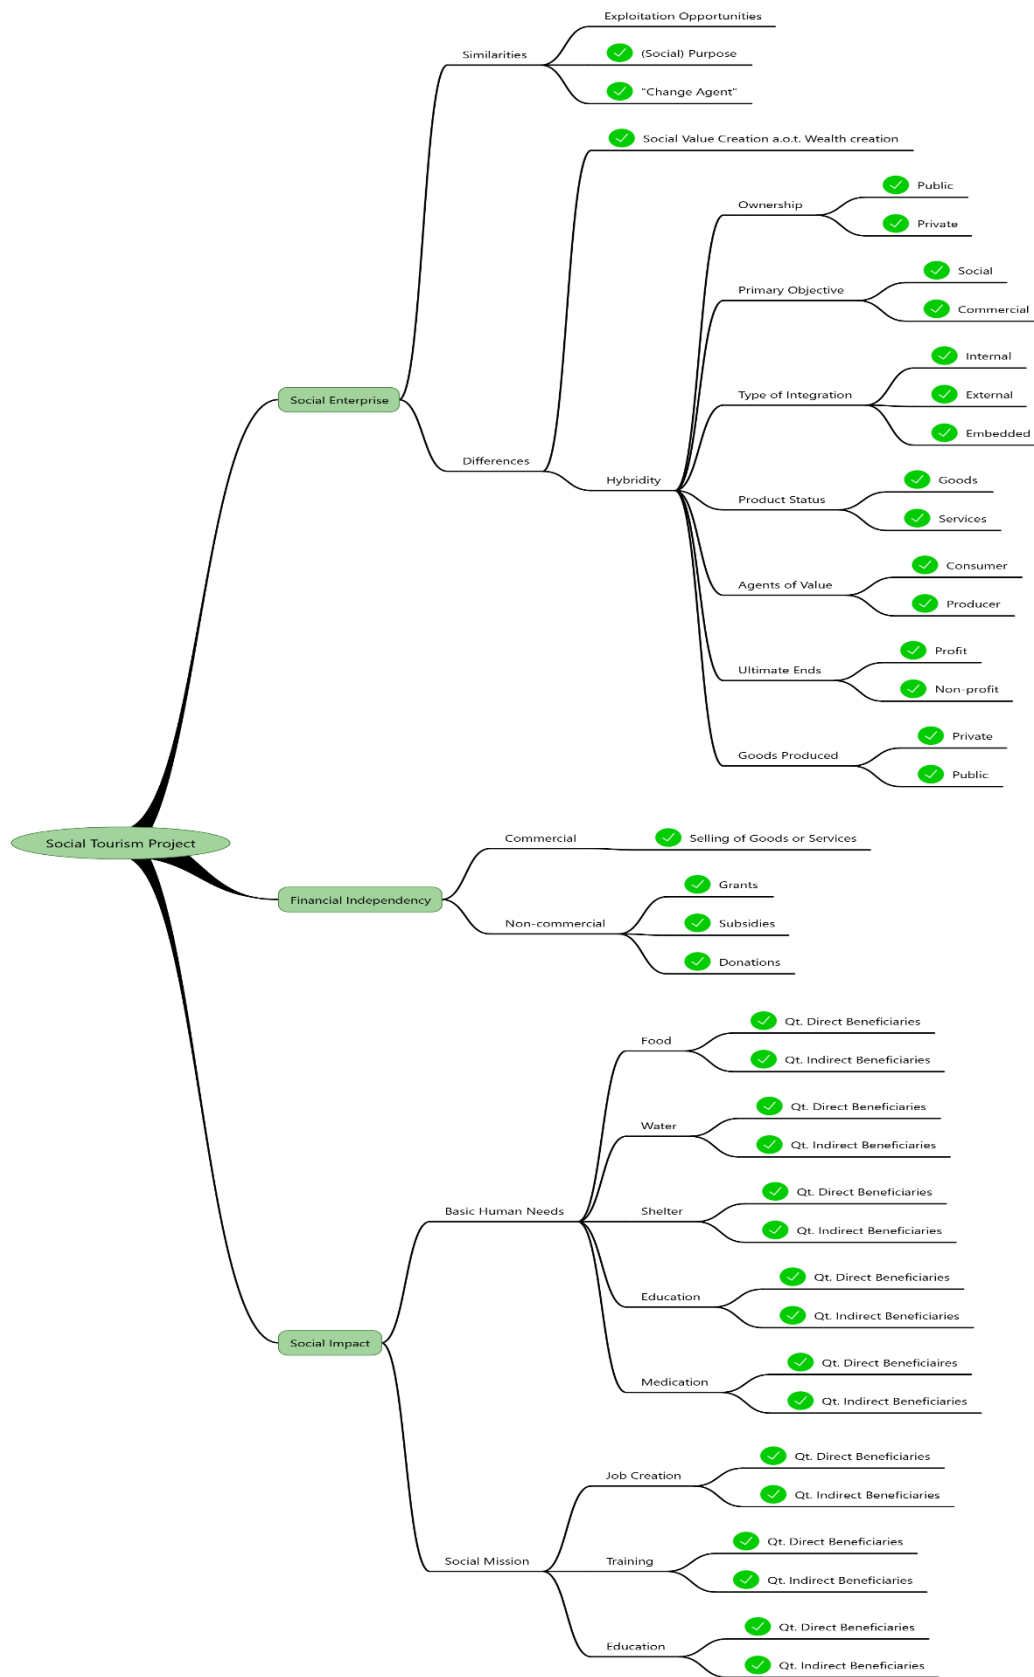 Exploitation Opportunities
Similarities
(Social) Purpose
"Change Agent"
Social Value Creation a.o.t. Wealth creation
Public
Ownership
Private
Social
Primary Objective
Commercial
Internal
Type of Integration
External
Embedded
Social Enterprise
Differences
Hybridity
Goods
Product Status
Services
Consumer
Agents of Value
Producer
Profit
Ultimate Ends
Non-profit
Private
Goods Produced
Public
Social Tourism Project
Commercial
Selling of Goods or Services
Financial Independency
Grants
Non-commercial
Subsidies
Donations
Qt. Direct Beneficiaries
Food
Qt. Indirect Beneficiaries
Qt. Direct Beneficiaries
Water
Qt. Indirect Beneficiaries
Qt. Direct Beneficiaries
Basic Human Needs
Shelter
Qt. Indirect Beneficiaries
Qt. Direct Beneficiaries
Education
Qt. Indirect Beneficiaries
Social Impact
Qt. Direct Beneficiaires
Medication
Qt. Indirect Beneficiaries
Qt. Direct Beneficiaries
Job Creation
Qt. Indirect Beneficiaries
Qt. Direct Beneficiaries
Social Mission
Training
Qt. Indirect Beneficiaries
Qt. Direct Beneficiaries
Education
Qt. Indirect Beneficiaries